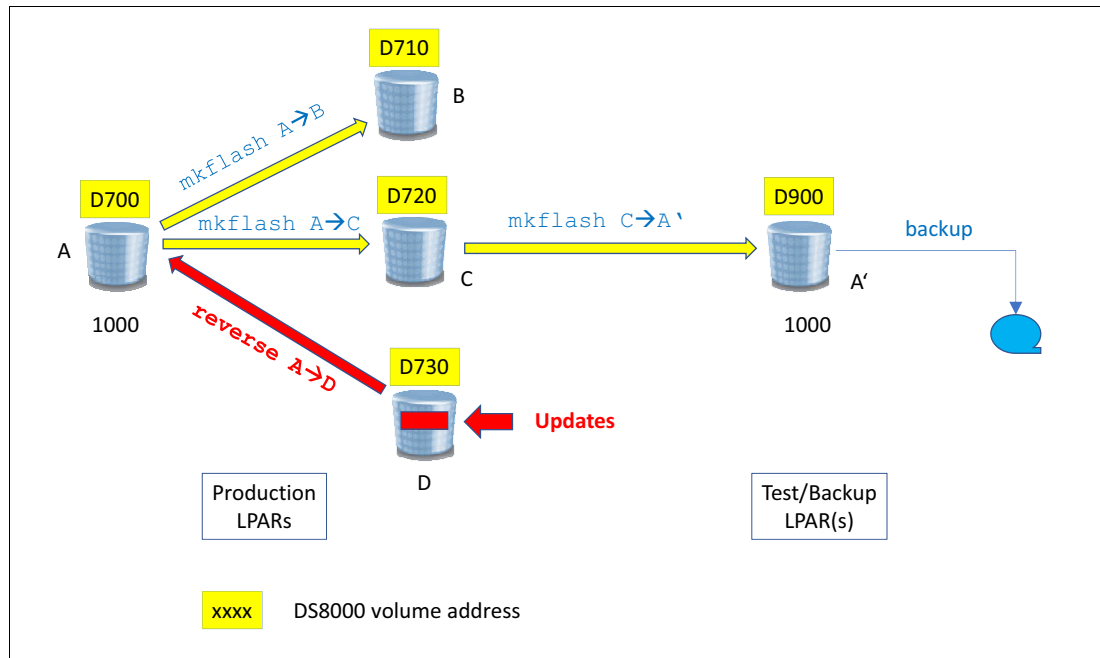 D710
B
mkflash A→B
D700
D720
D900
mkflash A→C
mkflash C→A‘
backup
A
C
A‘
1000
1000
reverse A→D
D730
Updates
D
Production
LPARs
Test/Backup
LPAR(s)
xxxx
DS8000 volume address